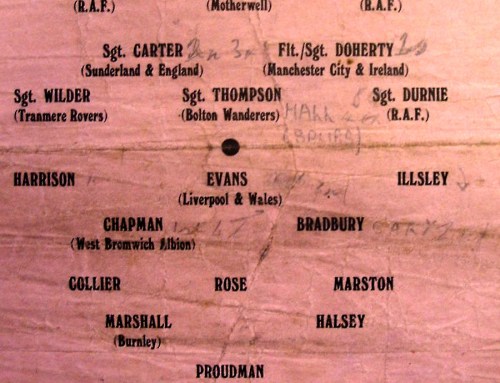 (R.A.F.) (Motherwell) (R.A.F.)
Sgt. CARTER Flt./Sgt. DOHERTY
(Sunderland & England) (Manchester City & Ireland)
Sgt. WILDER Sgt. THOMPSON Sgt. DURNIE
(Tranmere Rovers) (Bolton Wanderers) HALL (R.A.F.)
HARRISON EVANS ILLSLEY
(Liverpool & Wales)
CHAPMAN BRADBURY
(West Bromwich Albion)
COLLIER ROSE MARSTON
MARSHALL HALSEY
(Burnley)
PROUDMAN